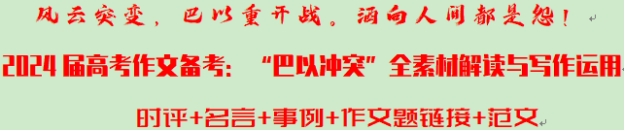 风云突变，巴以重开战。洒向人间都是怨！
2024届高考作文备考：“巴以冲突”全素材解读与写作运用
时评+名言+事例+作文题链接+范文